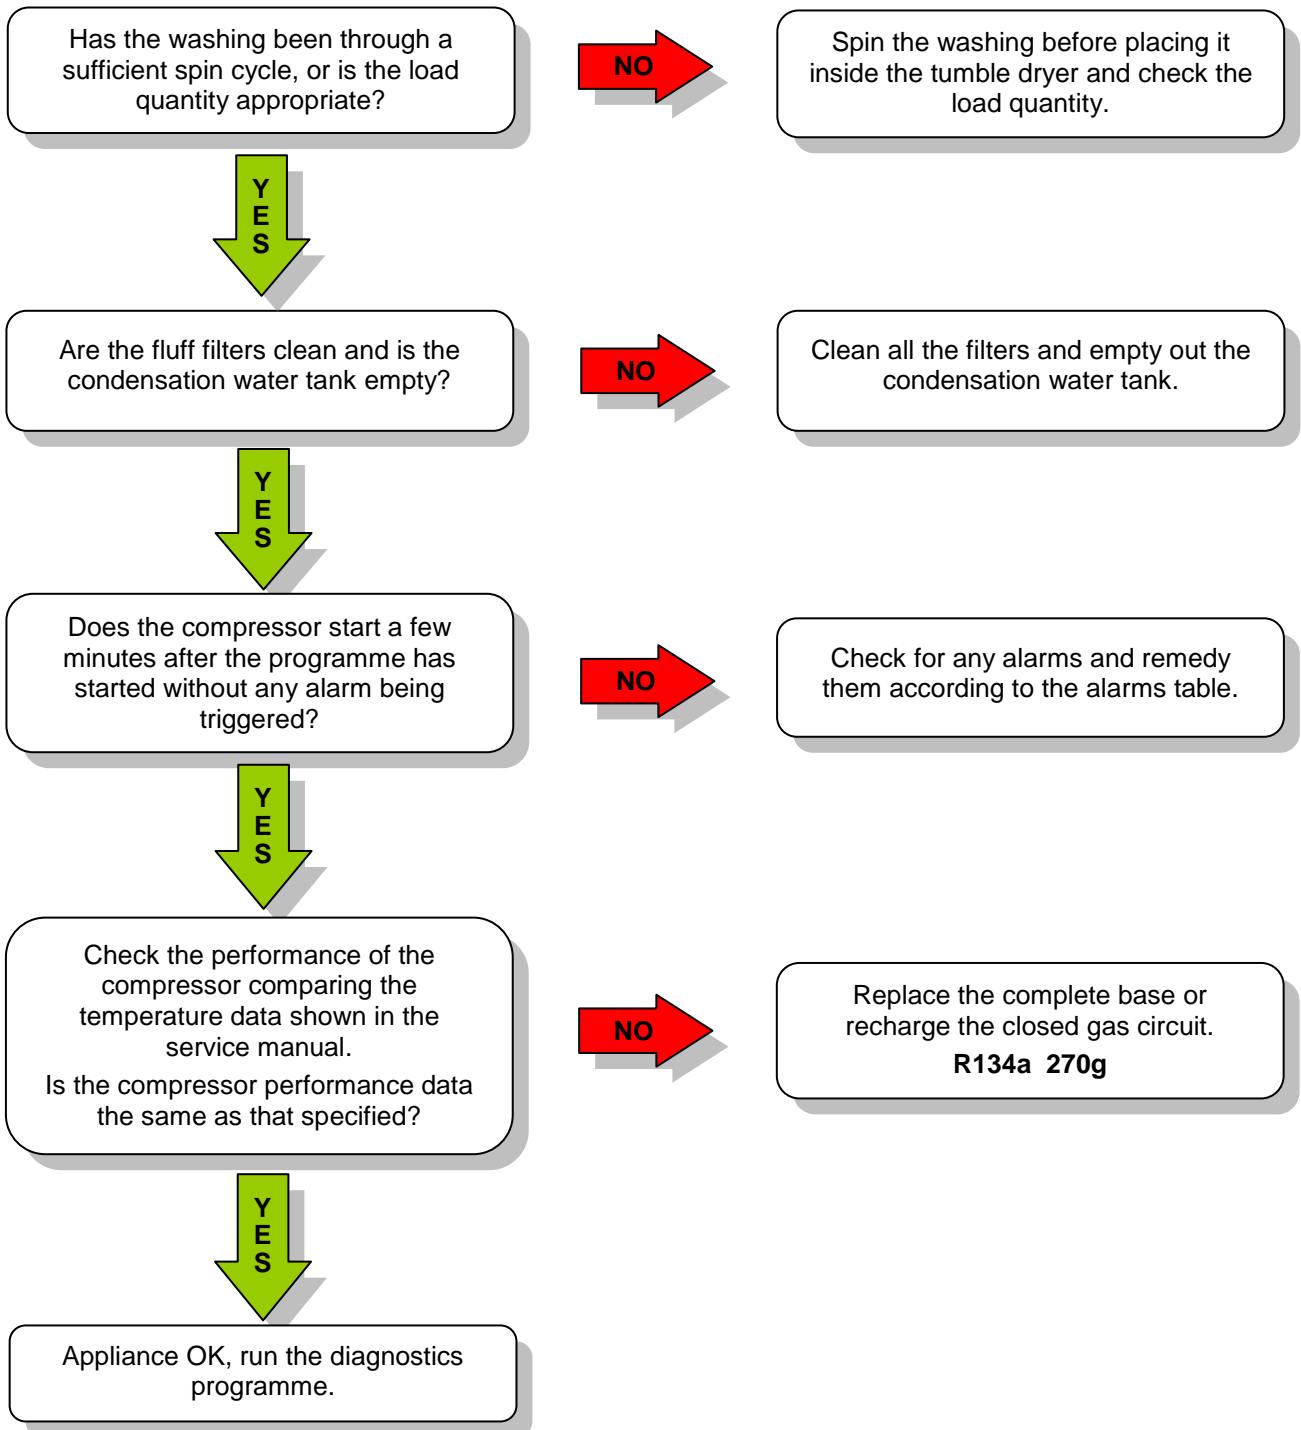 Has the washing been through a
sufficient spin cycle, or is the load
quantity appropriate?
NO
Spin the washing before placing it
inside the tumble dryer and check the
load quantity.
Y
E
S
Are the fluff filters clean and is the
condensation water tank empty?
NO
Clean all the filters and empty out the
condensation water tank.
Y
E
S
Does the compressor start a few
minutes after the programme has
started without any alarm being
triggered?
NO
Check for any alarms and remedy
them according to the alarms table.
Y
E
S
Check the performance of the
compressor comparing the
temperature data shown in the
service manual.
Is the compressor performance data
the same as that specified?
NO
Replace the complete base or
recharge the closed gas circuit.
R134a 270g
Y
E
S
Appliance OK, run the diagnostics
programme.